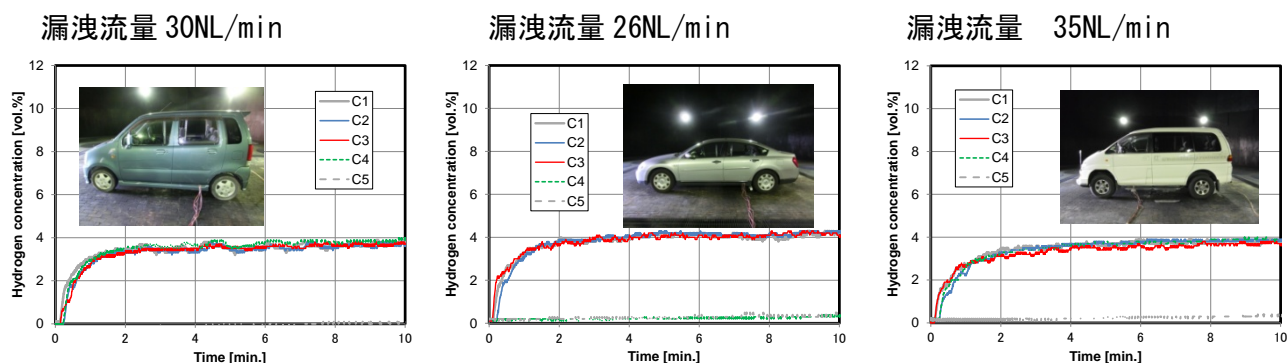 漏洩流量 30NL/min
Hydrogen concentration [vol.%]
12
10
8
6
4
2
0
C1
C2
C3
C4
C5
0 2 4 6 8 10
Time [min.]
漏洩流量 26NL/min
Hydrogen concentration [vol.%]
12
10
8
6
4
2
0
C1
C2
C3
C4
C5
0 2 4 6 8 10
Time [min.]
漏洩流量　35NL/min
Hydrogen concentration [vol.%]
12
10
8
6
4
2
0
C1
C2
C3
C4
C5
0 2 4 6 8 10
Time [min.]